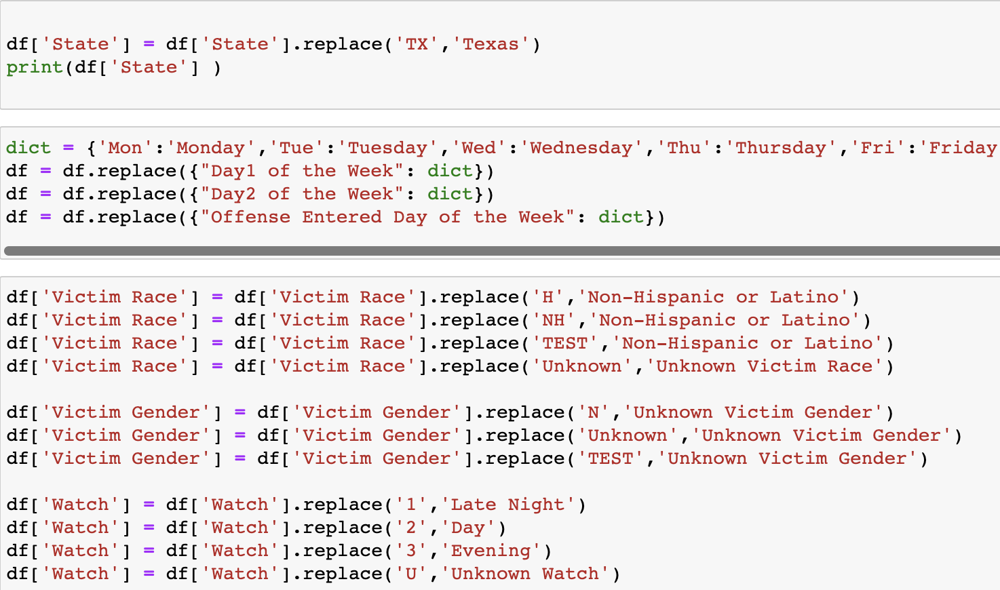 df['State'] = df['State'].replace('TX','Texas')
print(df['State'] )
dict = {'Mon':'Monday','Tue':'Tuesday','Wed':'Wednesday','Thu':'Thursday','Fri':'Friday
df = df.replace({"Day1 of the Week": dict})
df = df.replace({"Day2 of the Week": dict})
df = df.replace({"Offense Entered Day of the Week": dict})
df['Victim Race'] = df['Victim Race'].replace('H','Non-Hispanic or Latino')
df['Victim Race'] = df['Victim Race'].replace('NH','Non-Hispanic or Latino')
df['Victim Race'] = df['Victim Race'].replace('TEST','Non-Hispanic or Latino')
df['Victim Race'] = df['Victim Race'].replace('Unknown','Unknown Victim Race')
df['Victim Gender'] = df['Victim Gender'].replace('N','Unknown Victim Gender')
df['Victim Gender'] = df['Victim Gender'].replace('Unknown','Unknown Victim Gender')
df['Victim Gender'] = df['Victim Gender'].replace('TEST','Unknown Victim Gender')
df['Watch'] = df['Watch'].replace('1','Late Night')
df['Watch'] = df['Watch'].replace('2','Day')
df['Watch'] = df['Watch'].replace('3','Evening')
df['Watch'] = df['Watch'].replace('U','Unknown Watch')